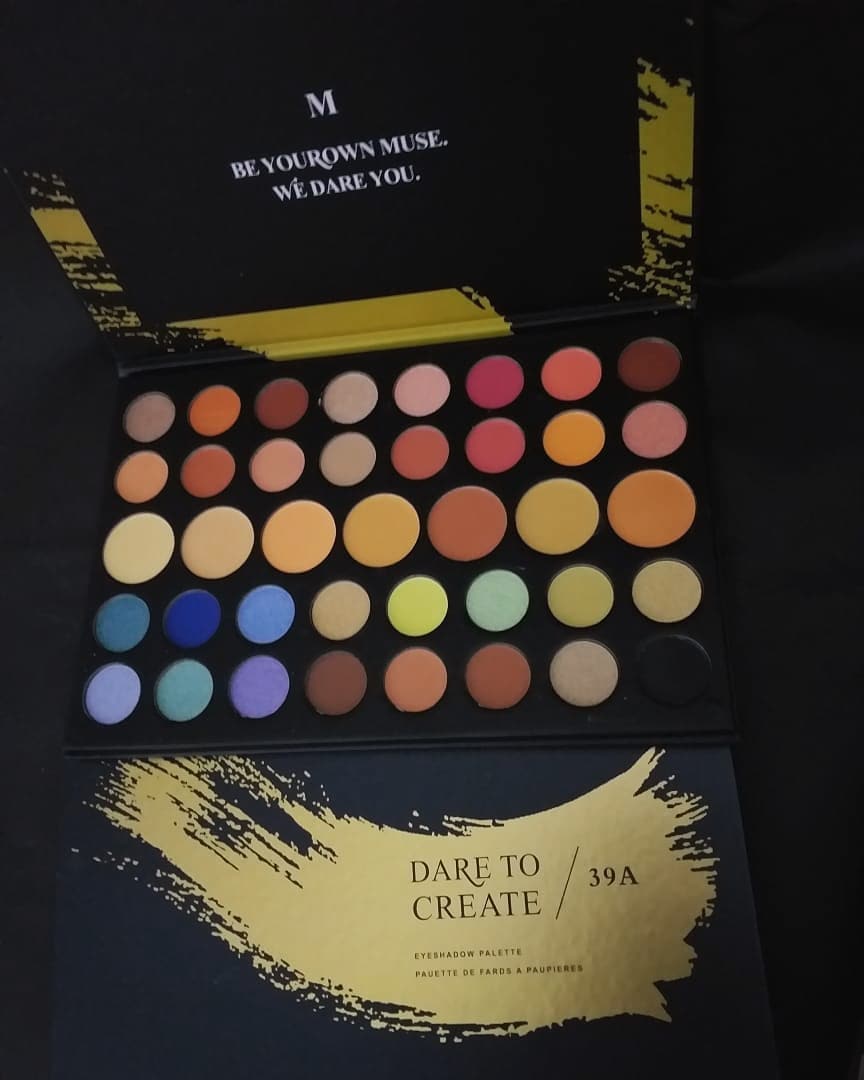 M
BE YOUROWN MUSE.
WE DARE YOU.
DARE TO
CREATE / 39A
EYESHADOW PALETTE
PAUETTE DE FARDS A PAUPIERES